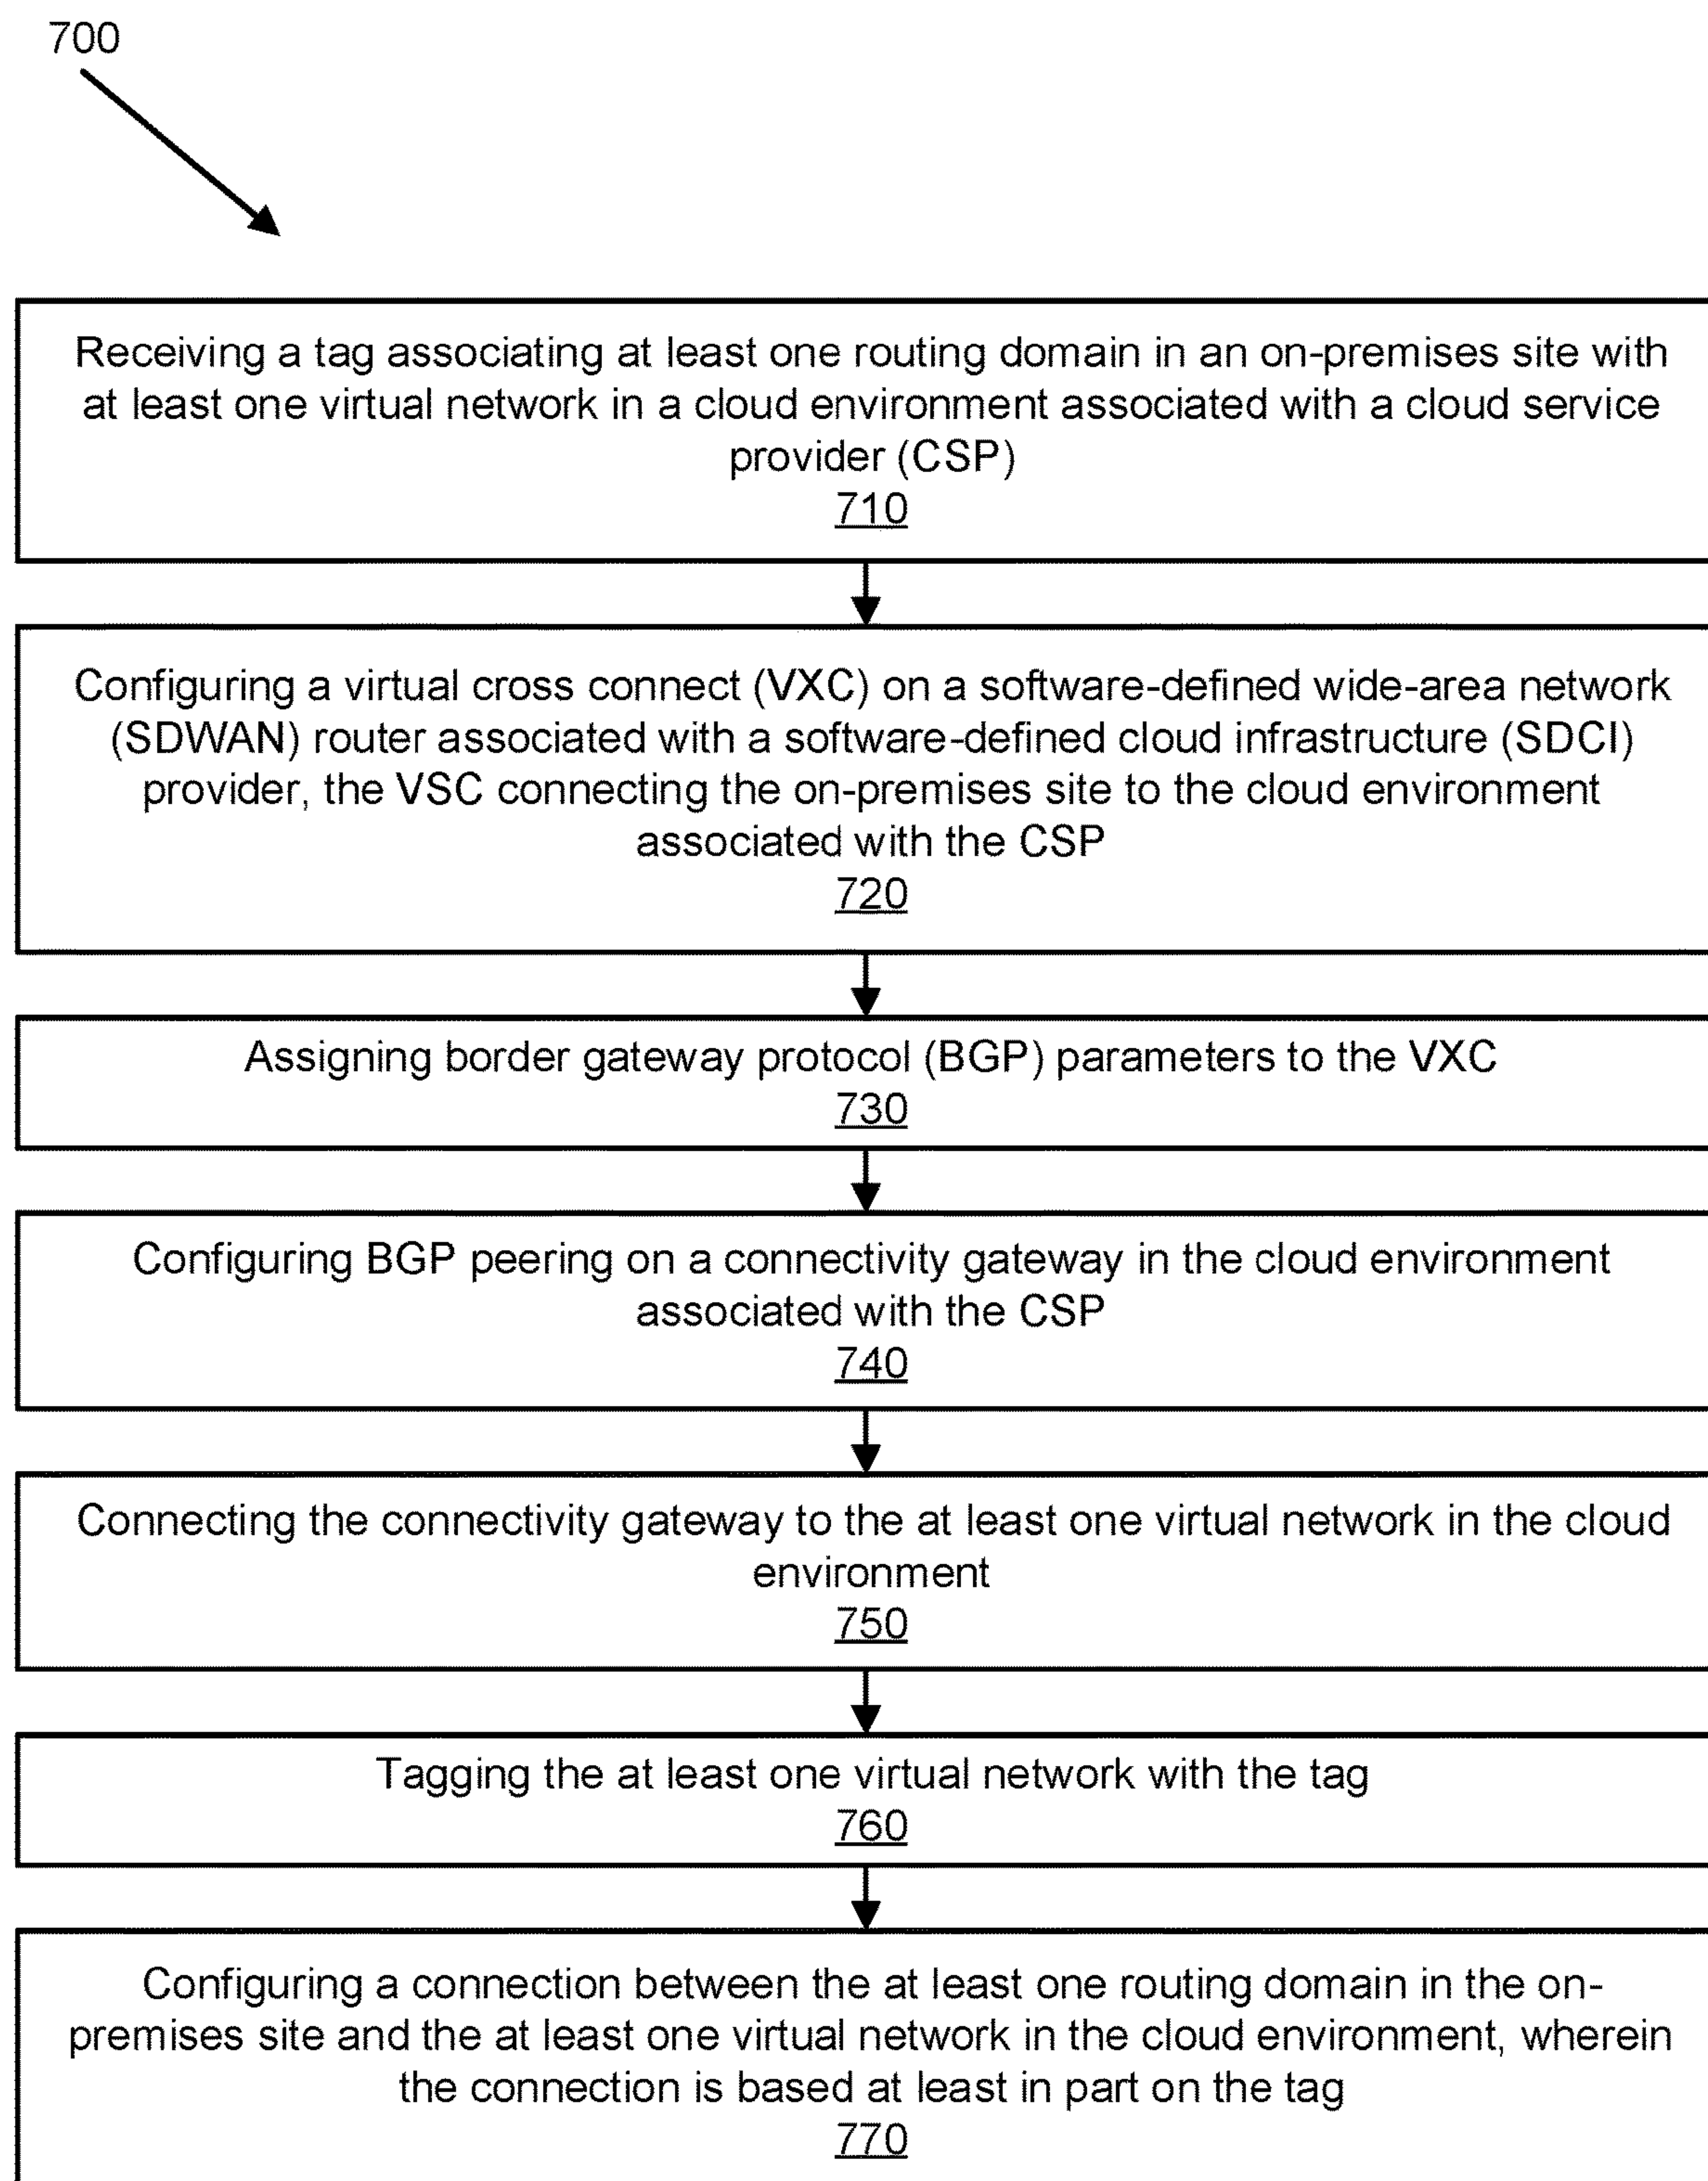 700
Receiving a tag associating at least one routing domain in an on-premises site with
at least one virtual network in a cloud environment associated with a cloud service
provider (CSP)
710
Configuring a virtual cross connect (VXC) on a software-defined wide-area network
(SDWAN) router associated with a software-defined cloud infrastructure (SDCI)
provider, the VSC connecting the on-premises site to the cloud environment
associated with the CSP
720
Assigning border gateway protocol (BGP) parameters to the VXC
730
Configuring BGP peering on a connectivity gateway in the cloud environment
associated with the CSP
740
Connecting the connectivity gateway to the at least one virtual network in the cloud
environment
750
Tagging the at least one virtual network with the tag
760
Configuring a connection between the at least one routing domain in the on-
premises site and the at least one virtual network in the cloud environment, wherein
the connection is based at least in part on the tag
770